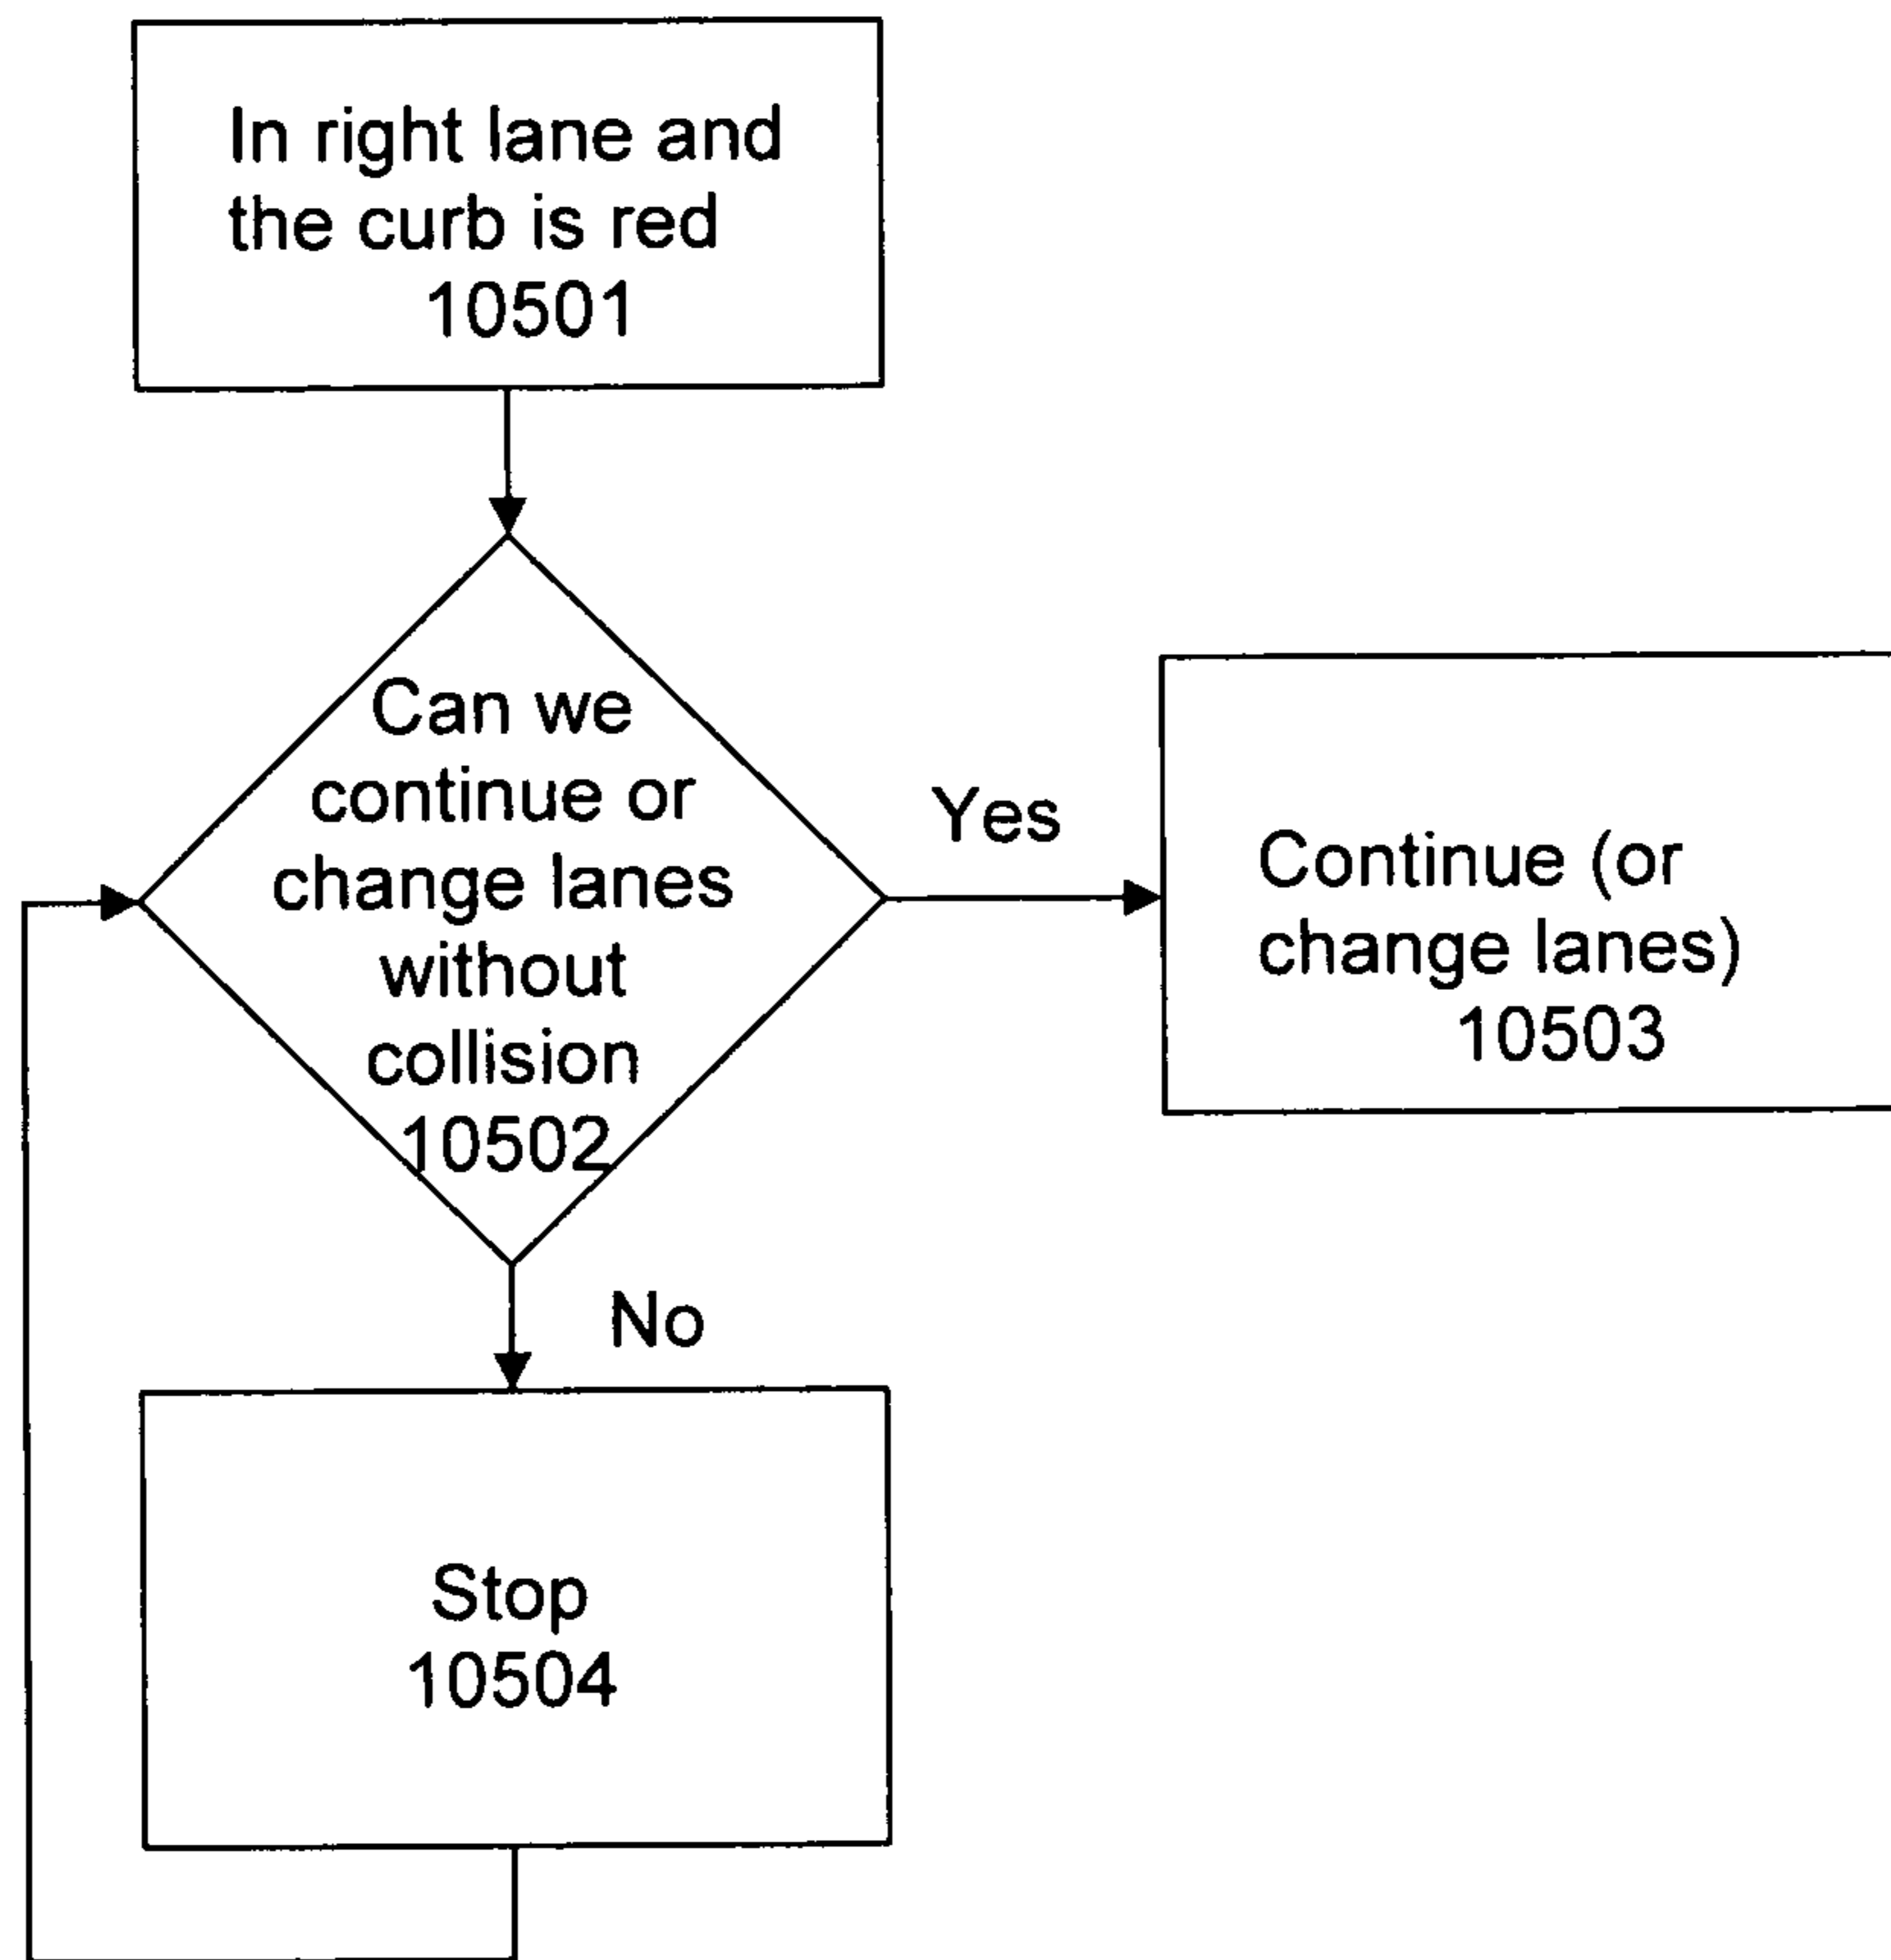 In right lane and
the curb is red
10501
Can we
continue or
change lanes
without
collision
10502
Yes
Continue (or
change lanes)
10503
No
Stop
10504